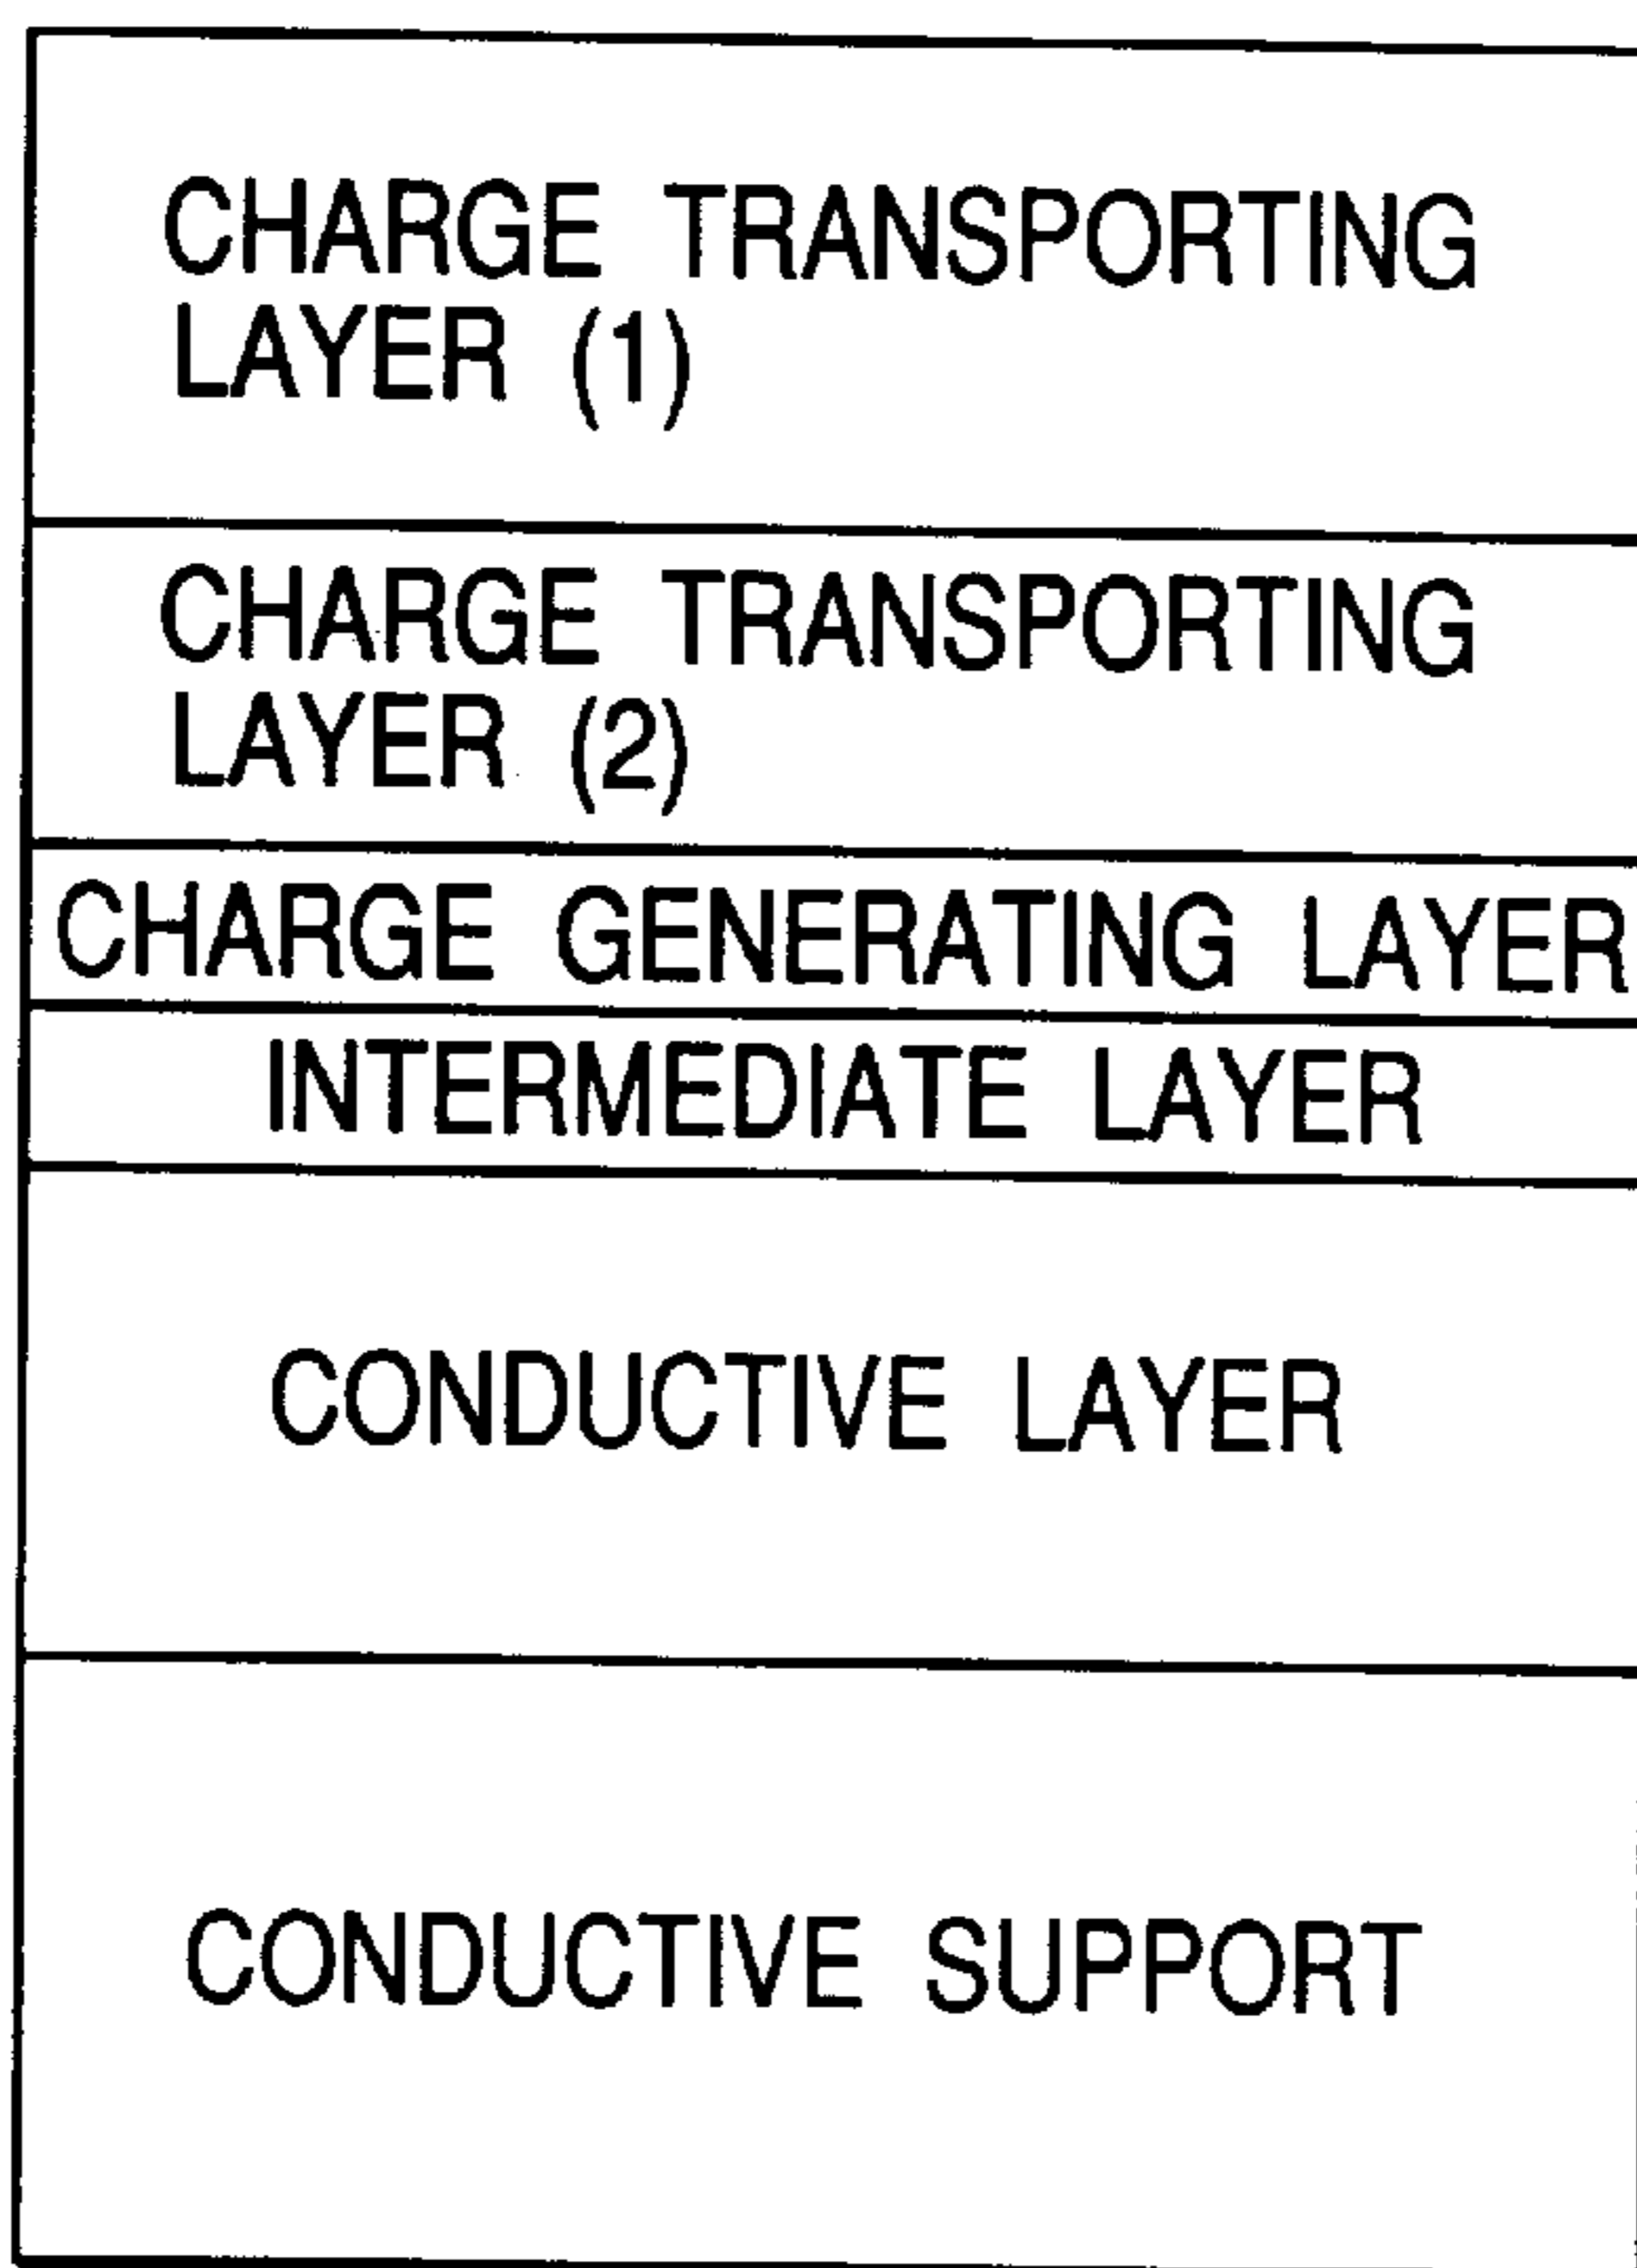 CHARGE TRANSPORTING
LAYER (1)
CHARGE TRANSPORTING
LAYER (2)
CHARGE GENERATING LAYER
INTERMEDIATE LAYER
CONDUCTIVE LAYER
CONDUCTIVE SUPPORT